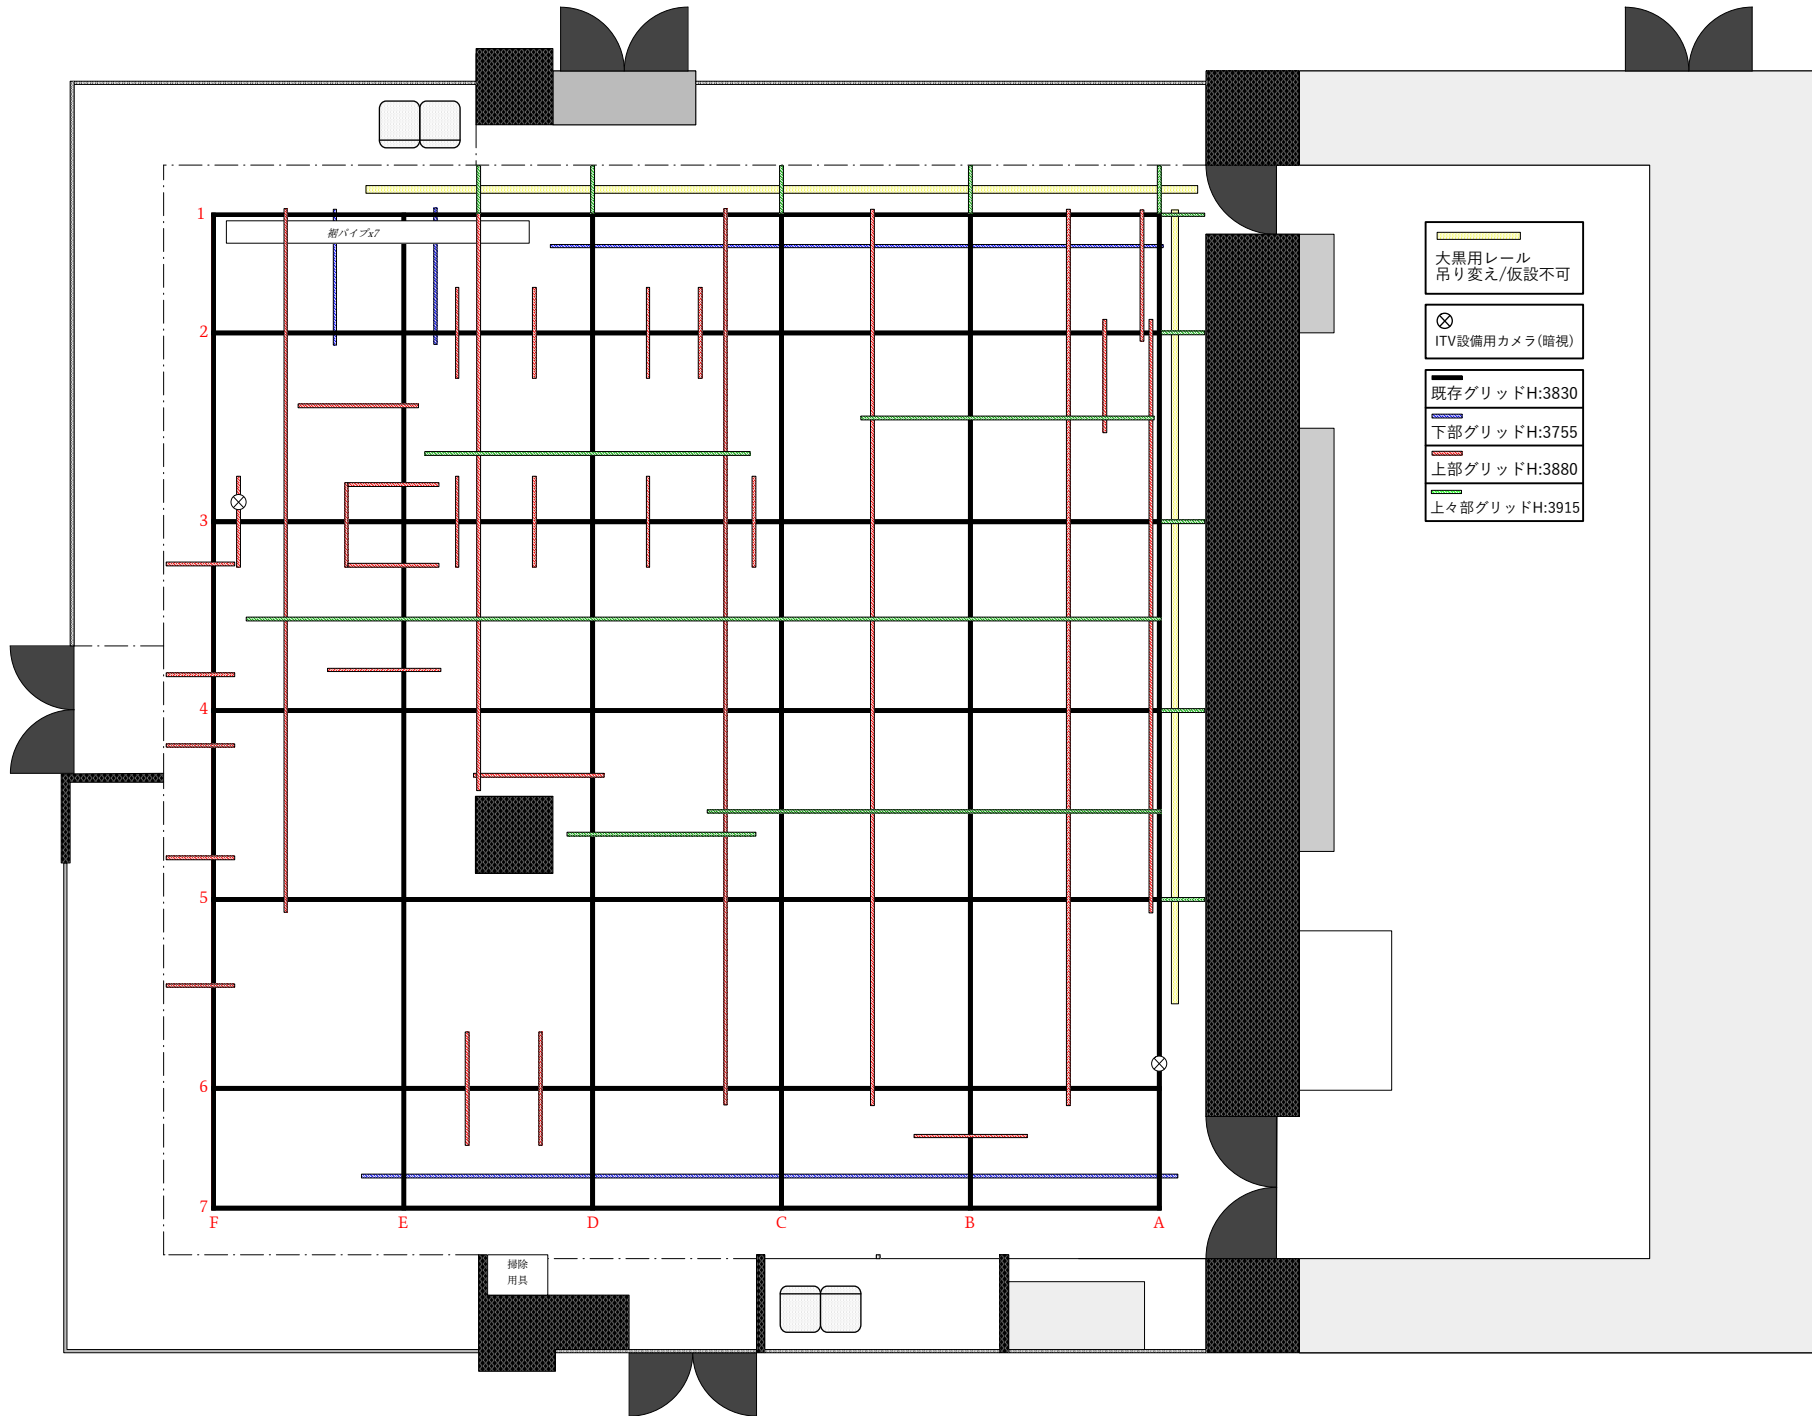 1
裾パイプx7
2
3
4
5
6
7
F E D C B A
掃除
用具
大黒用レール
吊り変え/仮設不可
ITV設備用カメラ(暗視)
既存グリッドH:3830
下部グリッドH:3755
上部グリッドH:3880
上々部グリッドH:3915